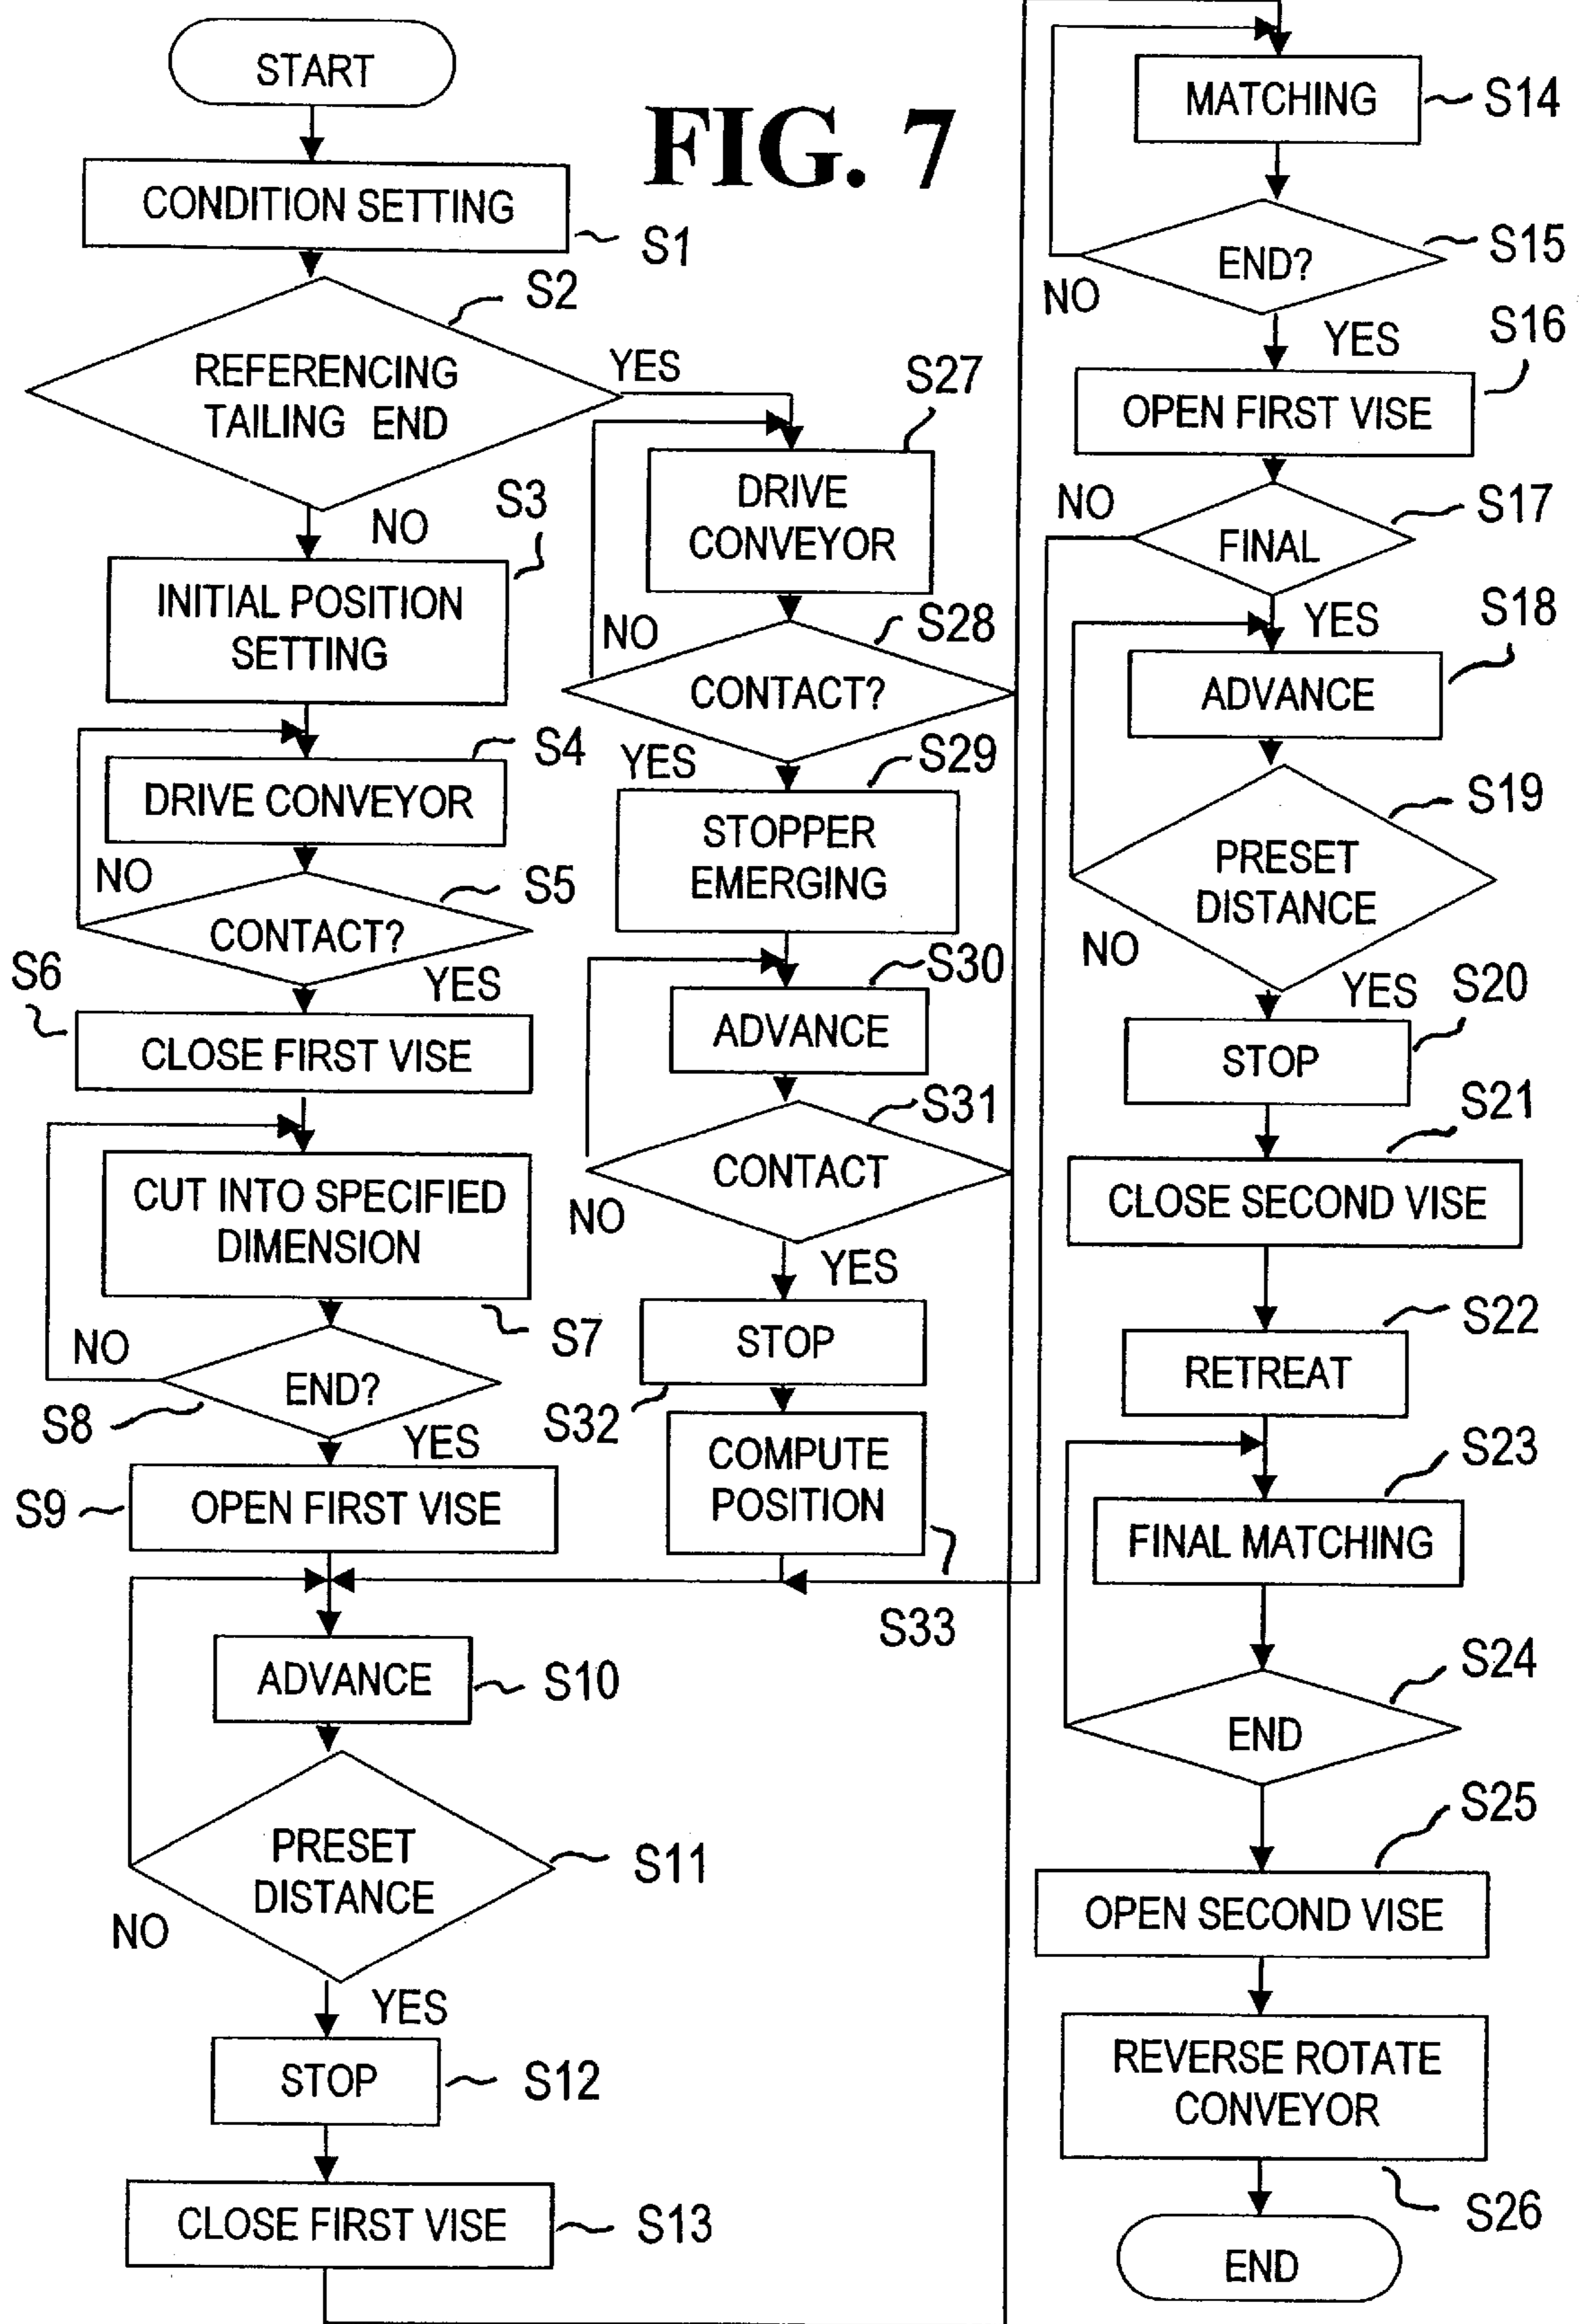 FIG. 7
START
CONDITION SETTING
S1
S2
REFERENCING
TAILING END
YES
NO
S3
INITIAL POSITION
SETTING
S4
DRIVE CONVEYOR
NO
S5
CONTACT?
YES
S6
CLOSE FIRST VISE
CUT INTO SPECIFIED
DIMENSION
S7
NO
END?
S8
YES
S9
OPEN FIRST VISE
ADVANCE
S10
PRESET
DISTANCE
S11
NO
YES
STOP
S12
CLOSE FIRST VISE
S13
S27
DRIVE
CONVEYOR
NO
S28
CONTACT?
YES
S29
STOPPER
EMERGING
S30
ADVANCE
S31
CONTACT
NO
YES
STOP
S32
COMPUTE
POSITION
S33
MATCHING
S14
END?
S15
NO
YES
S16
OPEN FIRST VISE
NO
S17
FINAL
YES
S18
ADVANCE
S19
PRESET
DISTANCE
NO
YES
S20
STOP
S21
CLOSE SECOND VISE
S22
RETREAT
S23
FINAL MATCHING
S24
END
S25
OPEN SECOND VISE
REVERSE ROTATE
CONVEYOR
S26
END